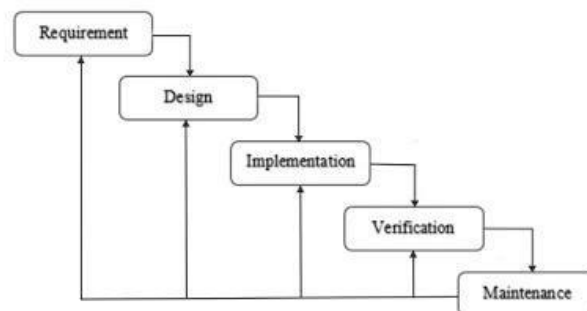 Requirement
Design
Implementation
Verification
Maintenance